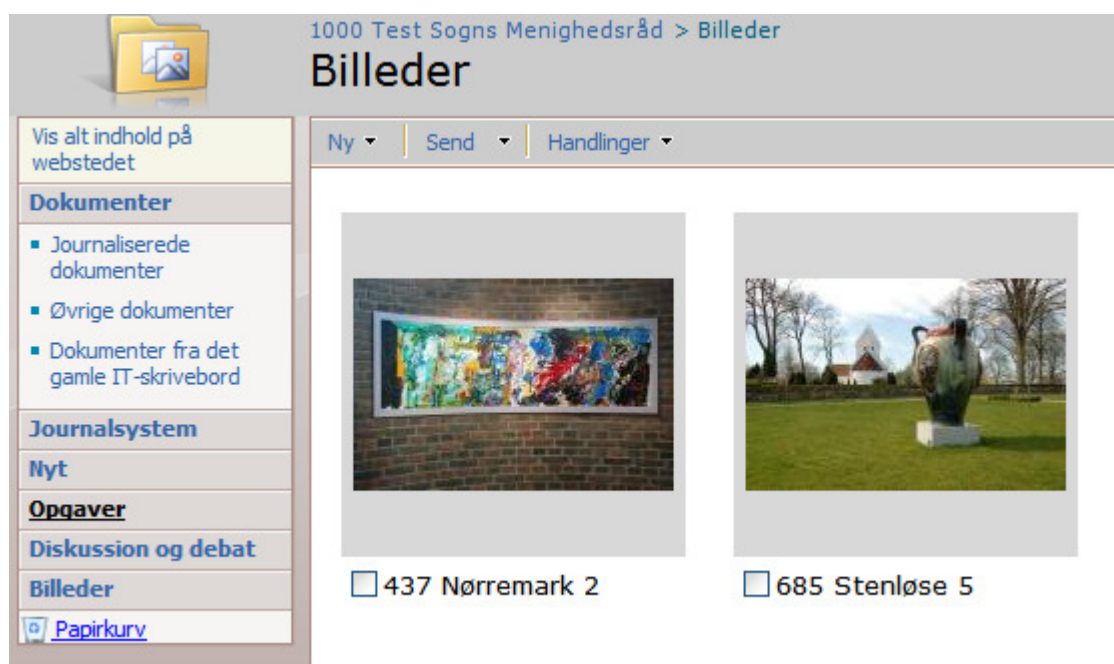 1000 Test Sogns Menighedsråd > Billeder
Billeder
Vis alt indhold på
webstedet
Dokumenter
Journaliserede
dokumenter
Øvrige dokumenter
Dokumenter fra det
gamle IT-skrivebord
Journalsystem
Nyt
Opgaver
Diskussion og debat
Billeder
Papirkurv
Ny Send Handlinger
437 Nørremark 2 685 Stenløse 5